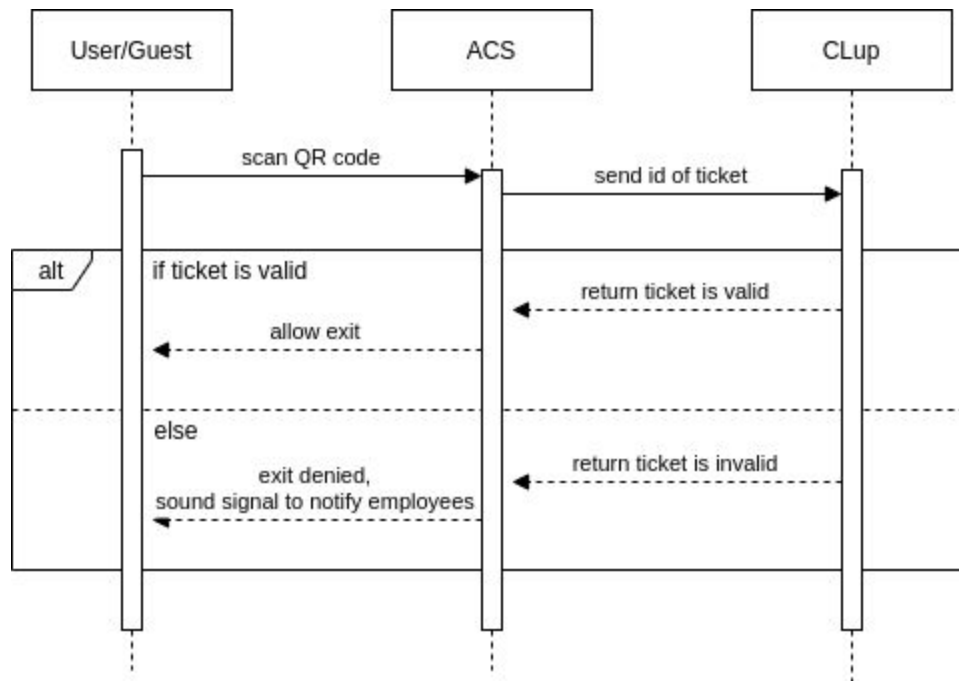 User/Guest
ACS
CLup
scan QR code
send id of ticket
alt
if ticket is valid
return ticket is valid
allow exit
else
return ticket is invalid
exit denied,
sound signal to notify employees